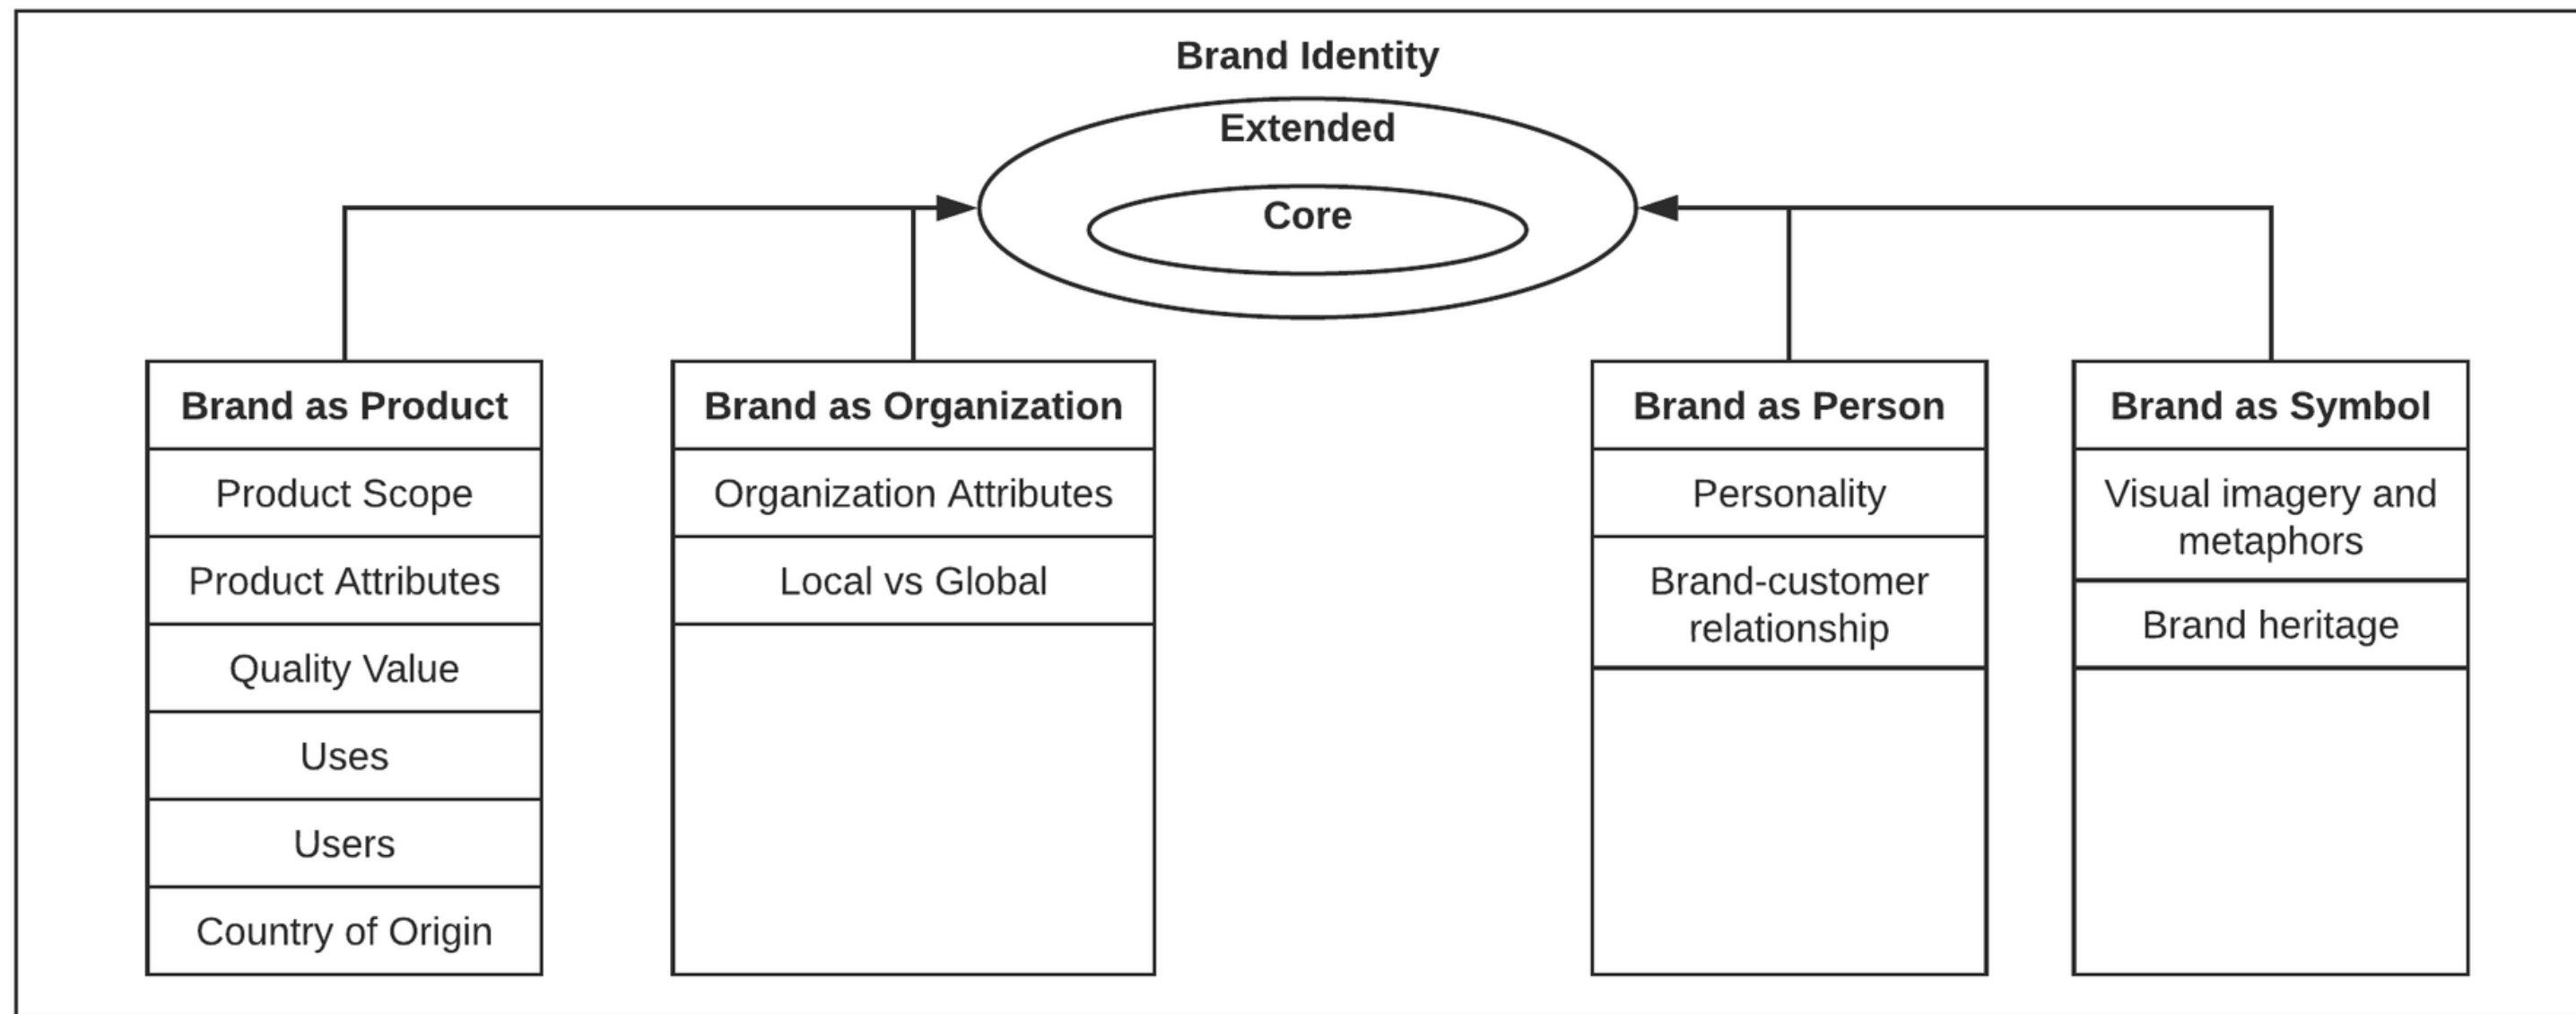 Brand Identity
Extended
Core
Brand as Product
Product Scope
Product Attributes
Quality Value
Uses
Users
Country of Origin
Brand as Organization
Organization Attributes
Local vs Global
Brand as Person
Personality
Brand-customer
relationship
Brand as Symbol
Visual imagery and
metaphors
Brand heritage